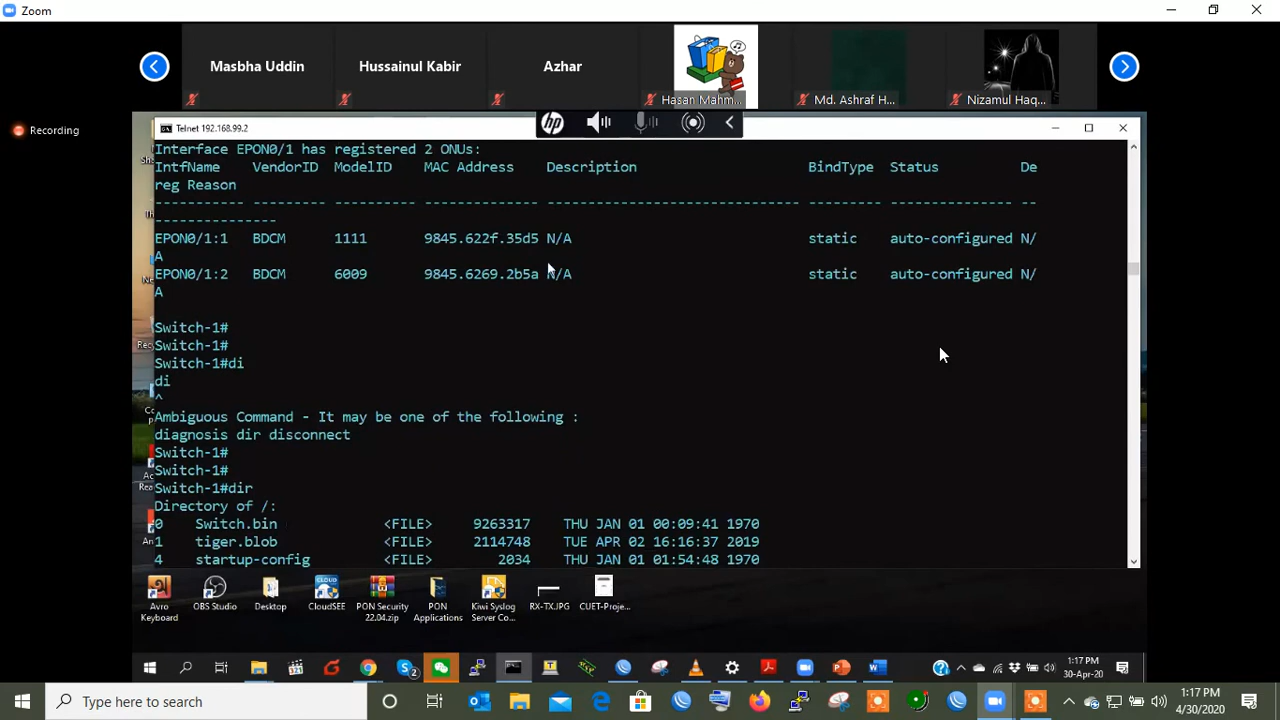 Zoom
Recording
Masbha Uddin
Hussainul Kabir
Azhar
Hasan Mahm...
Md. Ashraf H...
Nizamul Haq...
hp
Telnet 192.168.99.2
Interface EPON0/1 has registered 2 ONUs:
IntfName VendorID ModelID MAC Address Description BindType Status De
reg Reason
---------- --------- ---------- -------------- ------------------------------- --------- --------------- --
---------------
EPON0/1:1 BDCM 1111 9845.622f.35d5 N/A static auto-configured N/
A
EPON0/1:2 BDCM 6009 9845.6269.2b5a N/A static auto-configured N/
A
Switch-1#
Switch-1#
Switch-1#di
di
^
Ambiguous Command - It may be one of the following :
diagnosis dir disconnect
Switch-1#
Switch-1#
Switch-1#dir
Directory of /:
0 Switch.bin <FILE> 9263317 THU JAN 01 00:09:41 1970
1 tiger.blob <FILE> 2114748 TUE APR 02 16:16:37 2019
4 startup-config <FILE> 2034 THU JAN 01 01:54:48 1970
Avro
Keyboard
OBS Studio
Desktop
CLOUD
CloudSEE
PON Security
22.04.zip
PON
Applications
Kiwi Syslog
Server Co...
RX-TX.JPG
CUET-Proje...
1:17 PM
30-Apr-20
Type here to search
1:17 PM
4/30/2020